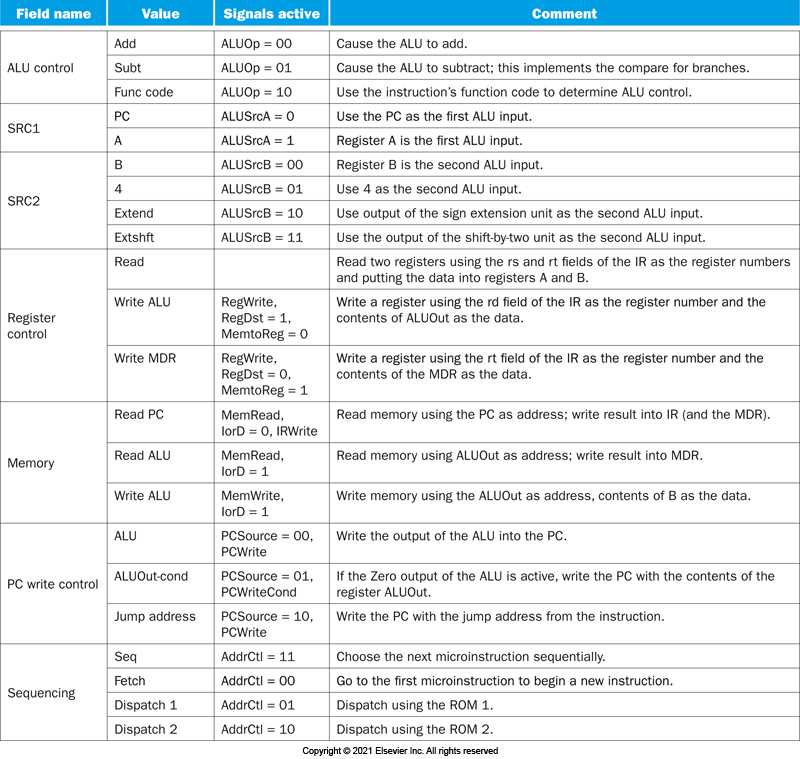 Field name Value Signals active Comment
ALU control Add ALUOp = 00 Cause the ALU to add.
Subt ALUOp = 01 Cause the ALU to subtract; this implements the compare for branches.
Func code ALUOp = 10 Use the instruction's function code to determine ALU control.
SRC1 PC ALUSrcA = 0 Use the PC as the first ALU input.
A ALUSrcA = 1 Register A is the first ALU input.
SRC2 B ALUSrcB = 00 Register B is the second ALU input.
4 ALUSrcB = 01 Use 4 as the second ALU input.
Extend ALUSrcB = 10 Use output of the sign extension unit as the second ALU input.
Extshft ALUSrcB = 11 Use the output of the shift-by-two unit as the second ALU input.
Register
control
Read Read two registers using the rs and rt fields of the IR as the register numbers
and putting the data into registers A and B.
Write ALU RegWrite, Write a register using the rd field of the IR as the register number and the
RegDst = 1, contents of ALUOut as the data.
MemtoReg = 0
Write MDR RegWrite, Write a register using the rt field of the IR as the register number and the
RegDst = 0, contents of the MDR as the data.
MemtoReg = 1
Memory Read PC MemRead, Read memory using the PC as address; write result into IR (and the MDR).
IorD = 0, IRWrite
Read ALU MemRead, Read memory using ALUOut as address; write result into MDR.
IorD = 1
Write ALU MemWrite, Write memory using the ALUOut as address, contents of B as the data.
IorD = 1
PC write control ALU PCSource = 00, Write the output of the ALU into the PC.
PCWrite
ALUOut-cond PCSource = 01, If the Zero output of the ALU is active, write the PC with the contents of the
PCWriteCond register ALUOut.
Jump address PCSource = 10, Write the PC with the jump address from the instruction.
PCWrite
Sequencing Seq AddrCtl = 11 Choose the next microinstruction sequentially.
Fetch AddrCtl = 00 Go to the first microinstruction to begin a new instruction.
Dispatch 1 AddrCtl = 01 Dispatch using the ROM 1.
Dispatch 2 AddrCtl = 10 Dispatch using the ROM 2.
Copyright © 2021 Elsevier Inc. All rights reserved